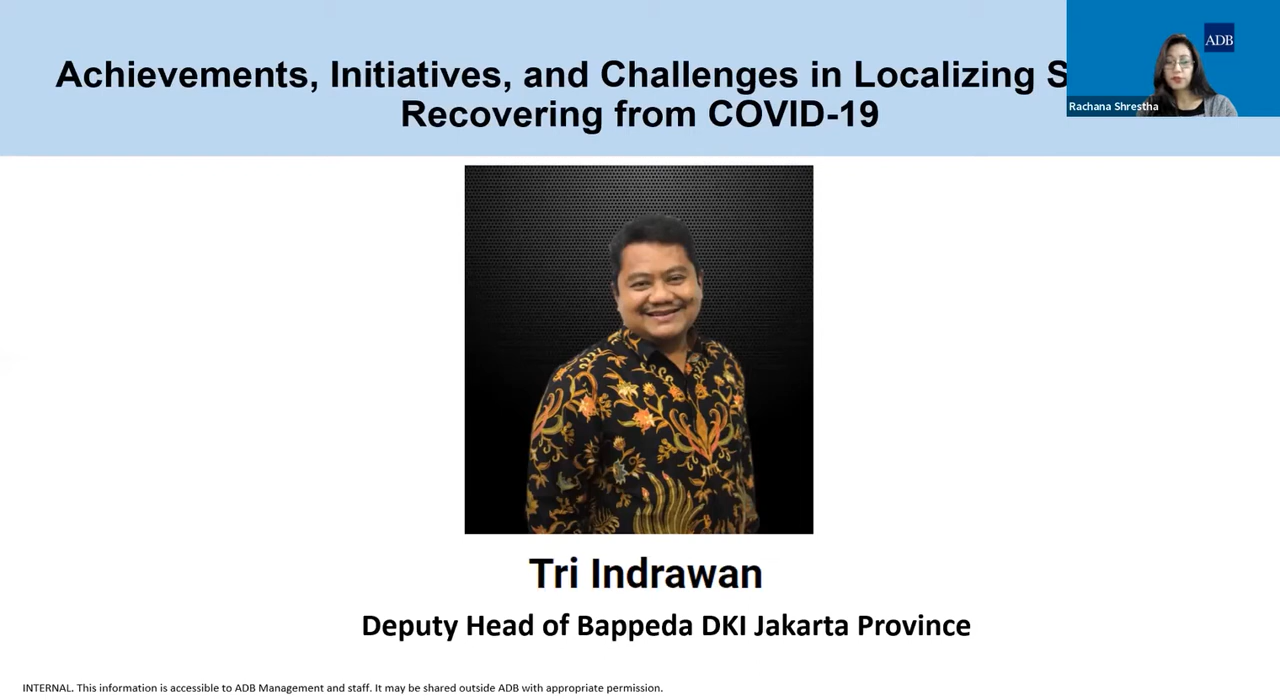 Achievements, Initiatives, and Challenges in Localizing
Recovering from COVID-19
ADB
Rachana Shrestha
Tri Indrawan
Deputy Head of Bappeda DKI Jakarta Province
INTERNAL. This information is accessible to ADB Management and staff. It may be shared outside ADB with appropriate permission.